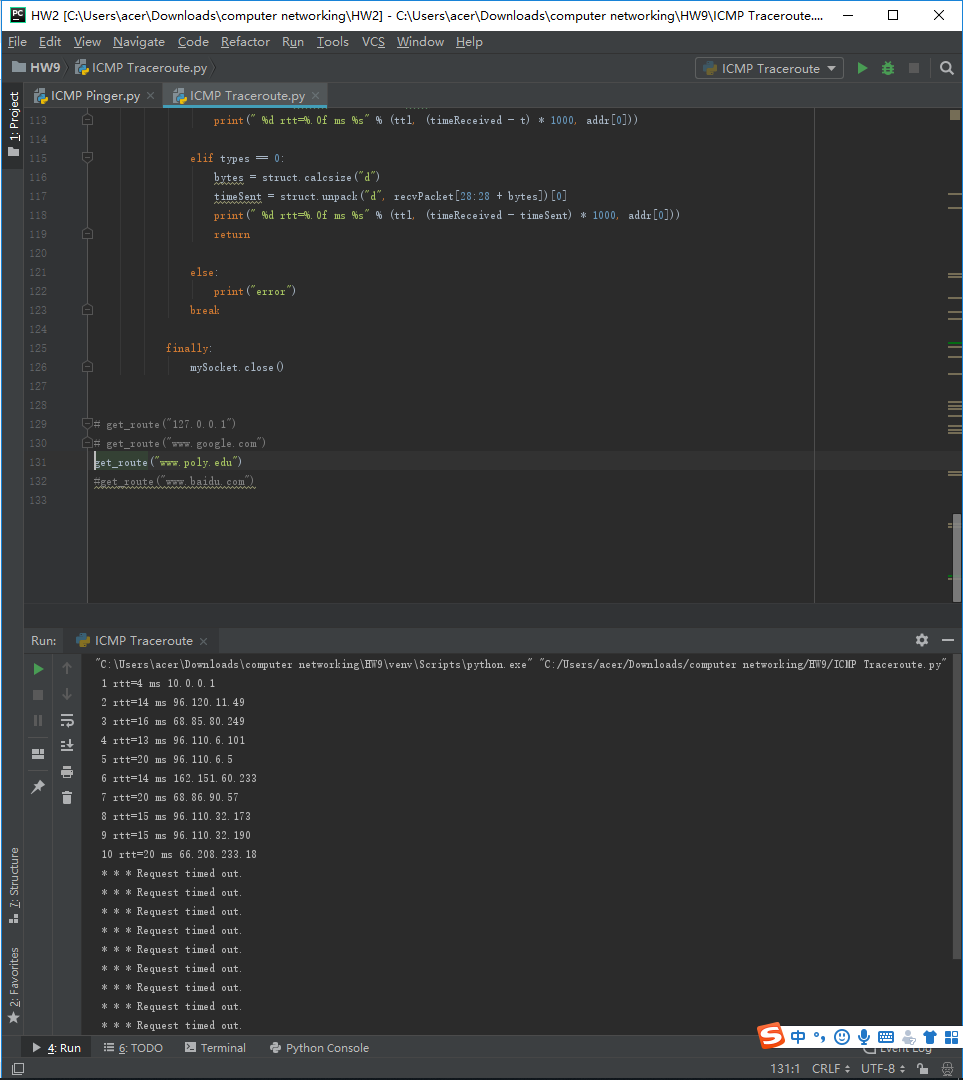 HW2 [C:\Users\acer\Downloads\computer networking\HW2] - C:\Users\acer\Downloads\computer networking\HW9\ICMP Traceroute....
File Edit View Navigate Code Refactor Run Tools VCS Window Help
HW9 ICMP Traceroute.py ICMP Traceroute
ICMP Pinger.py ICMP Traceroute.py
1: Project
113 print(" %d rtt=%.0f ms %s" % (ttl, (timeReceived - t) * 1000, addr[0]))
114
115 elif types == 0:
116 bytes = struct.calcsize("d")
117 timeSent = struct.unpack("d", recvPacket[28:28 + bytes])[0]
118 print(" %d rtt=%.0f ms %s" % (ttl, (timeReceived - timeSent) * 1000, addr[0]))
119 return
120
121 else:
122 print("error")
123 break
124
125 finally:
126 mySocket.close()
127
128
129 # get_route("127.0.0.1")
130 # get_route("www.google.com")
131 get_route("www.poly.edu")
132 #get_route("www.baidu.com")
133
Run: ICMP Traceroute
"C:\Users\acer\Downloads\computer networking\HW9\venv\Scripts\python.exe" "C:/Users/acer/Downloads/computer networking/HW9/ICMP Traceroute.py"
1 rtt=4 ms 10.0.0.1
2 rtt=14 ms 96.120.11.49
3 rtt=16 ms 68.85.80.249
4 rtt=13 ms 96.110.6.101
5 rtt=20 ms 96.110.6.5
6 rtt=14 ms 162.151.60.233
7 rtt=20 ms 68.86.90.57
8 rtt=15 ms 96.110.32.173
9 rtt=15 ms 96.110.32.190
10 rtt=20 ms 66.208.233.18
* * * Request timed out.
* * * Request timed out.
* * * Request timed out.
* * * Request timed out.
* * * Request timed out.
* * * Request timed out.
* * * Request timed out.
* * * Request timed out.
* * * Request timed out.
7: Structure
2: Favorites
4: Run 6: TODO Terminal Python Console Event Log
S 中
131:1 CRLF UTF-8